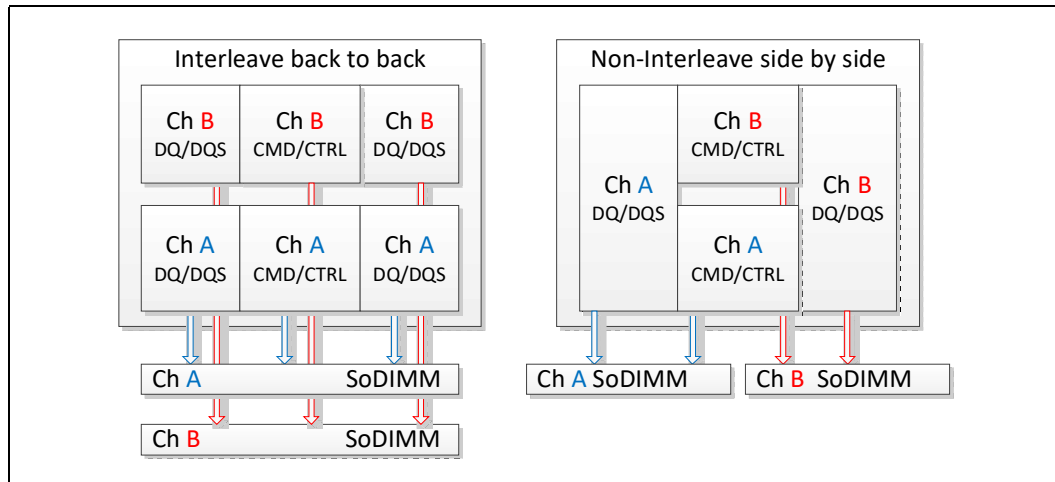 Interleave back to back
Ch B
DQ/DQS
Ch B
CMD/CTRL
Ch B
DQ/DQS
Ch A
DQ/DQS
Ch A
CMD/CTRL
Ch A
DQ/DQS
Ch A SoDIMM
Ch B SoDIMM
Non-Interleave side by side
Ch A
DQ/DQS
Ch B
CMD/CTRL
Ch A
CMD/CTRL
Ch B
DQ/DQS
Ch A SoDIMM
Ch B SoDIMM